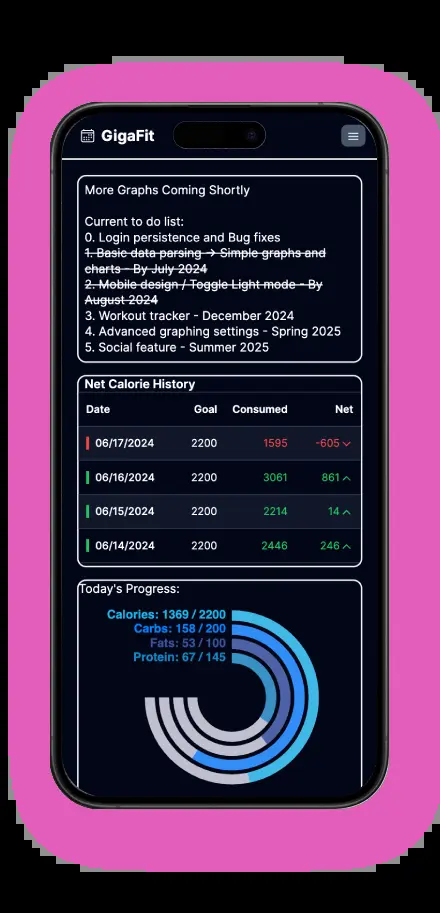 GigaFit
More Graphs Coming Shortly
Current to do list:
0. Login persistence and Bug fixes
1. Basic data parsing -> Simple graphs and
charts - By July 2024
2. Mobile design / Toggle Light mode - By
August 2024
3. Workout tracker - December 2024
4. Advanced graphing settings - Spring 2025
5. Social feature - Summer 2025
Net Calorie History
Date Goal Consumed Net
06/17/2024 2200 1595 -605
06/16/2024 2200 3061 861
06/15/2024 2200 2214 14
06/14/2024 2200 2446 246
Today's Progress:
Calories: 1369 / 2200
Carbs: 158 / 200
Fats: 53 / 100
Protein: 67 / 145